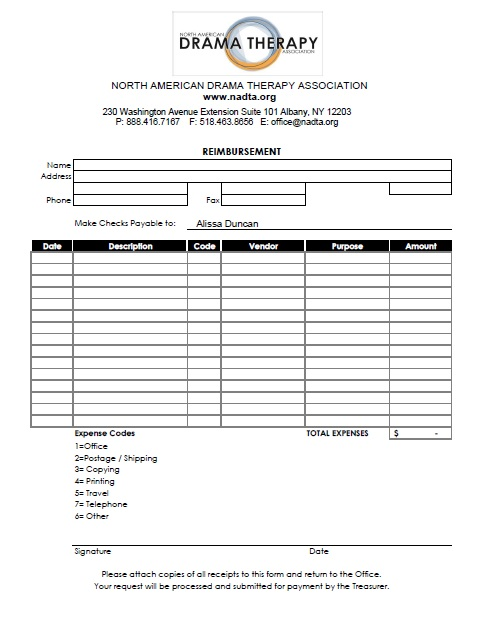 NORTH AMERICAN
DRAMA THERAPY
ASSOCIATION
NORTH AMERICAN DRAMA THERAPY ASSOCIATION
www.nadta.org
230 Washington Avenue Extension Suite 101 Albany, NY 12203
P: 888.416.7167 F: 518.463.8656 E: office@nadta.org
REIMBURSEMENT
Name
Address
Phone Fax
Make Checks Payable to: Alissa Duncan
Date Description Code Vendor Purpose Amount
Expense Codes TOTAL EXPENSES $ -
1=Office
2=Postage / Shipping
3= Copying
4= Printing
5= Travel
7= Telephone
6= Other
Signature Date
Please attach copies of all receipts to this form and return to the Office.
Your request will be processed and submitted for payment by the Treasurer.